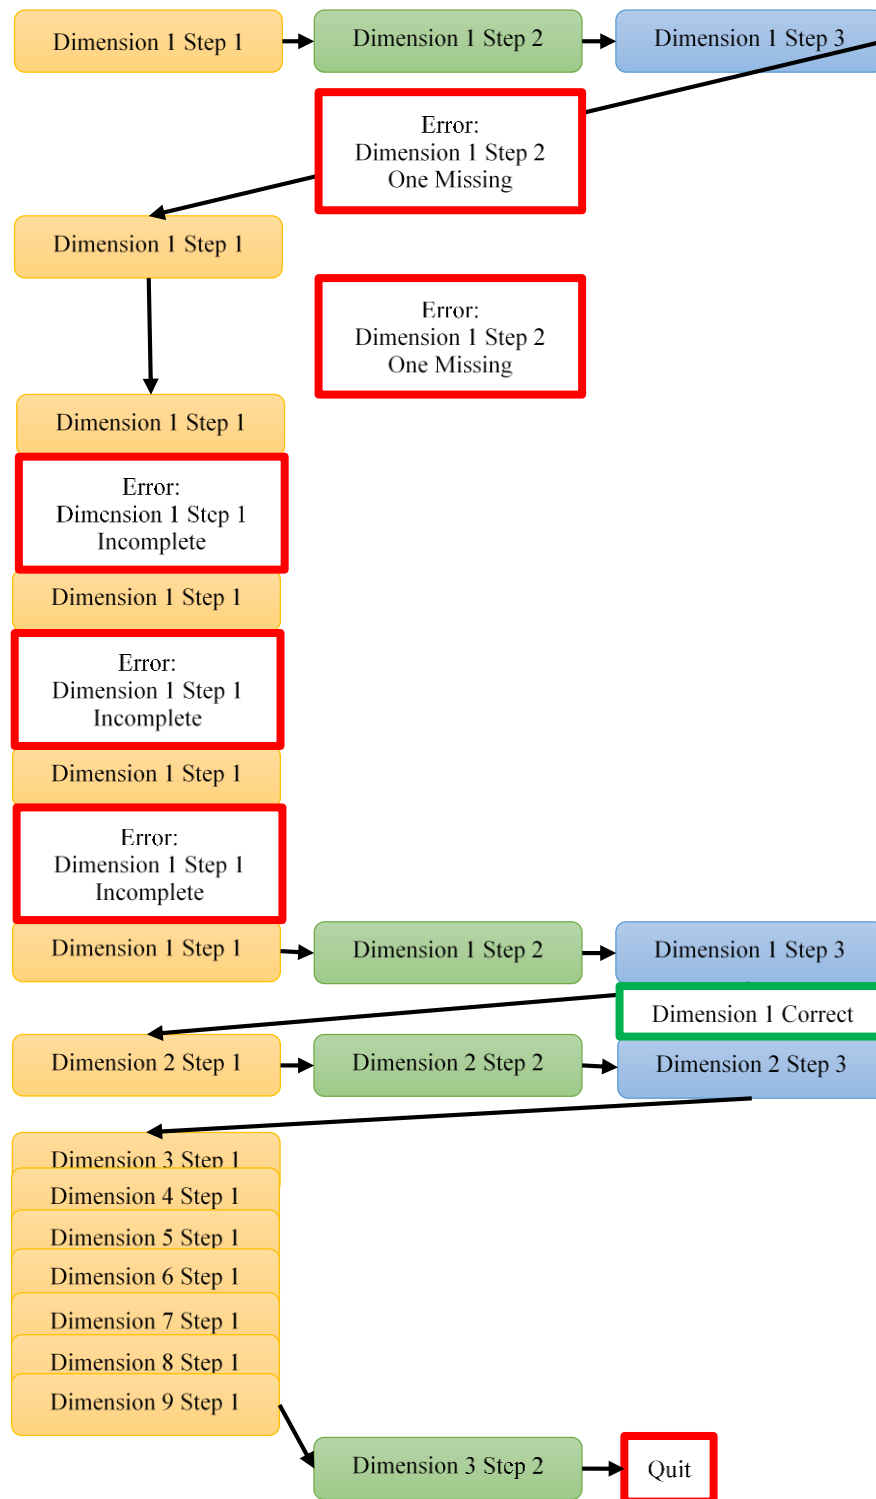 Dimension 1 Step 1
Dimension 1 Step 2
Dimension 1 Step 3
Error:
Dimension 1 Step 2
One Missing
Dimension 1 Step 1
Error:
Dimension 1 Step 2
One Missing
Dimension 1 Step 1
Error:
Dimension 1 Step 1
Incomplete
Dimension 1 Step 1
Error:
Dimension 1 Step 1
Incomplete
Dimension 1 Step 1
Error:
Dimension 1 Step 1
Incomplete
Dimension 1 Step 1
Dimension 1 Step 2
Dimension 1 Step 3
Dimension 1 Correct
Dimension 2 Step 1
Dimension 2 Step 2
Dimension 2 Step 3
Dimension 3 Step 1
Dimension 4 Step 1
Dimension 5 Step 1
Dimension 6 Step 1
Dimension 7 Step 1
Dimension 8 Step 1
Dimension 9 Step 1
Dimension 3 Step 2
Quit